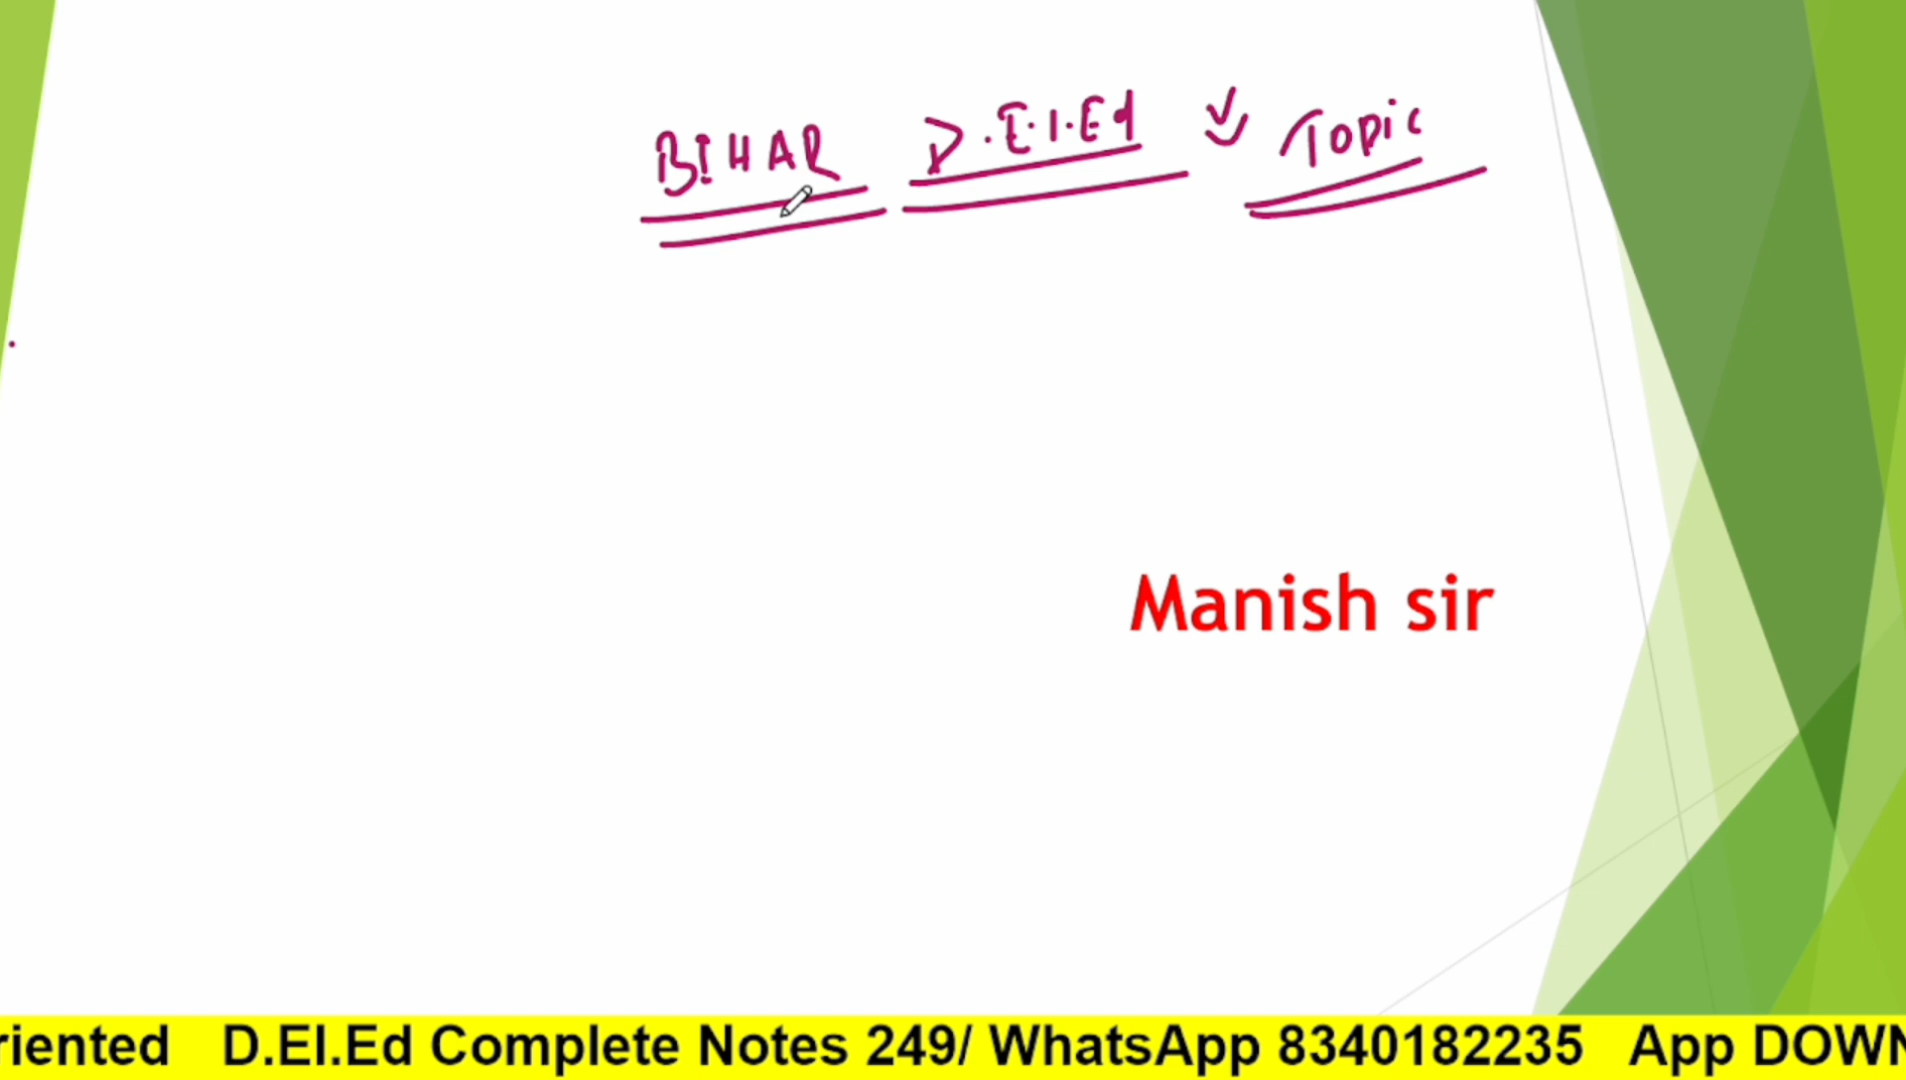 BIHAR D.El.Ed Topic
Manish sir
riented D.El.Ed Complete Notes 249/ WhatsApp 8340182235 App DOWN